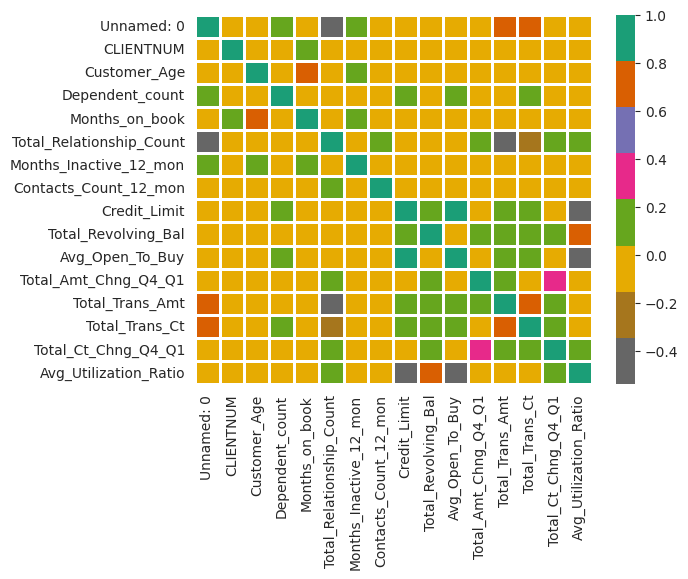 Unnamed: 0
CLIENTNUM
Customer_Age
Dependent_count
Months_on_book
Total_Relationship_Count
Months_Inactive_12_mon
Contacts_Count_12_mon
Credit_Limit
Total_Revolving_Bal
Avg_Open_To_Buy
Total_Amt_Chng_Q4_Q1
Total_Trans_Amt
Total_Trans_Ct
Total_Ct_Chng_Q4_Q1
Avg_Utilization_Ratio
Unnamed: 0
CLIENTNUM
Customer_Age
Dependent_count
Months_on_book
Total_Relationship_Count
Months_Inactive_12_mon
Contacts_Count_12_mon
Credit_Limit
Total_Revolving_Bal
Avg_Open_To_Buy
Total_Amt_Chng_Q4_Q1
Total_Trans_Amt
Total_Trans_Ct
Total_Ct_Chng_Q4_Q1
Avg_Utilization_Ratio
1.0
0.8
0.6
0.4
0.2
0.0
−0.2
−0.4